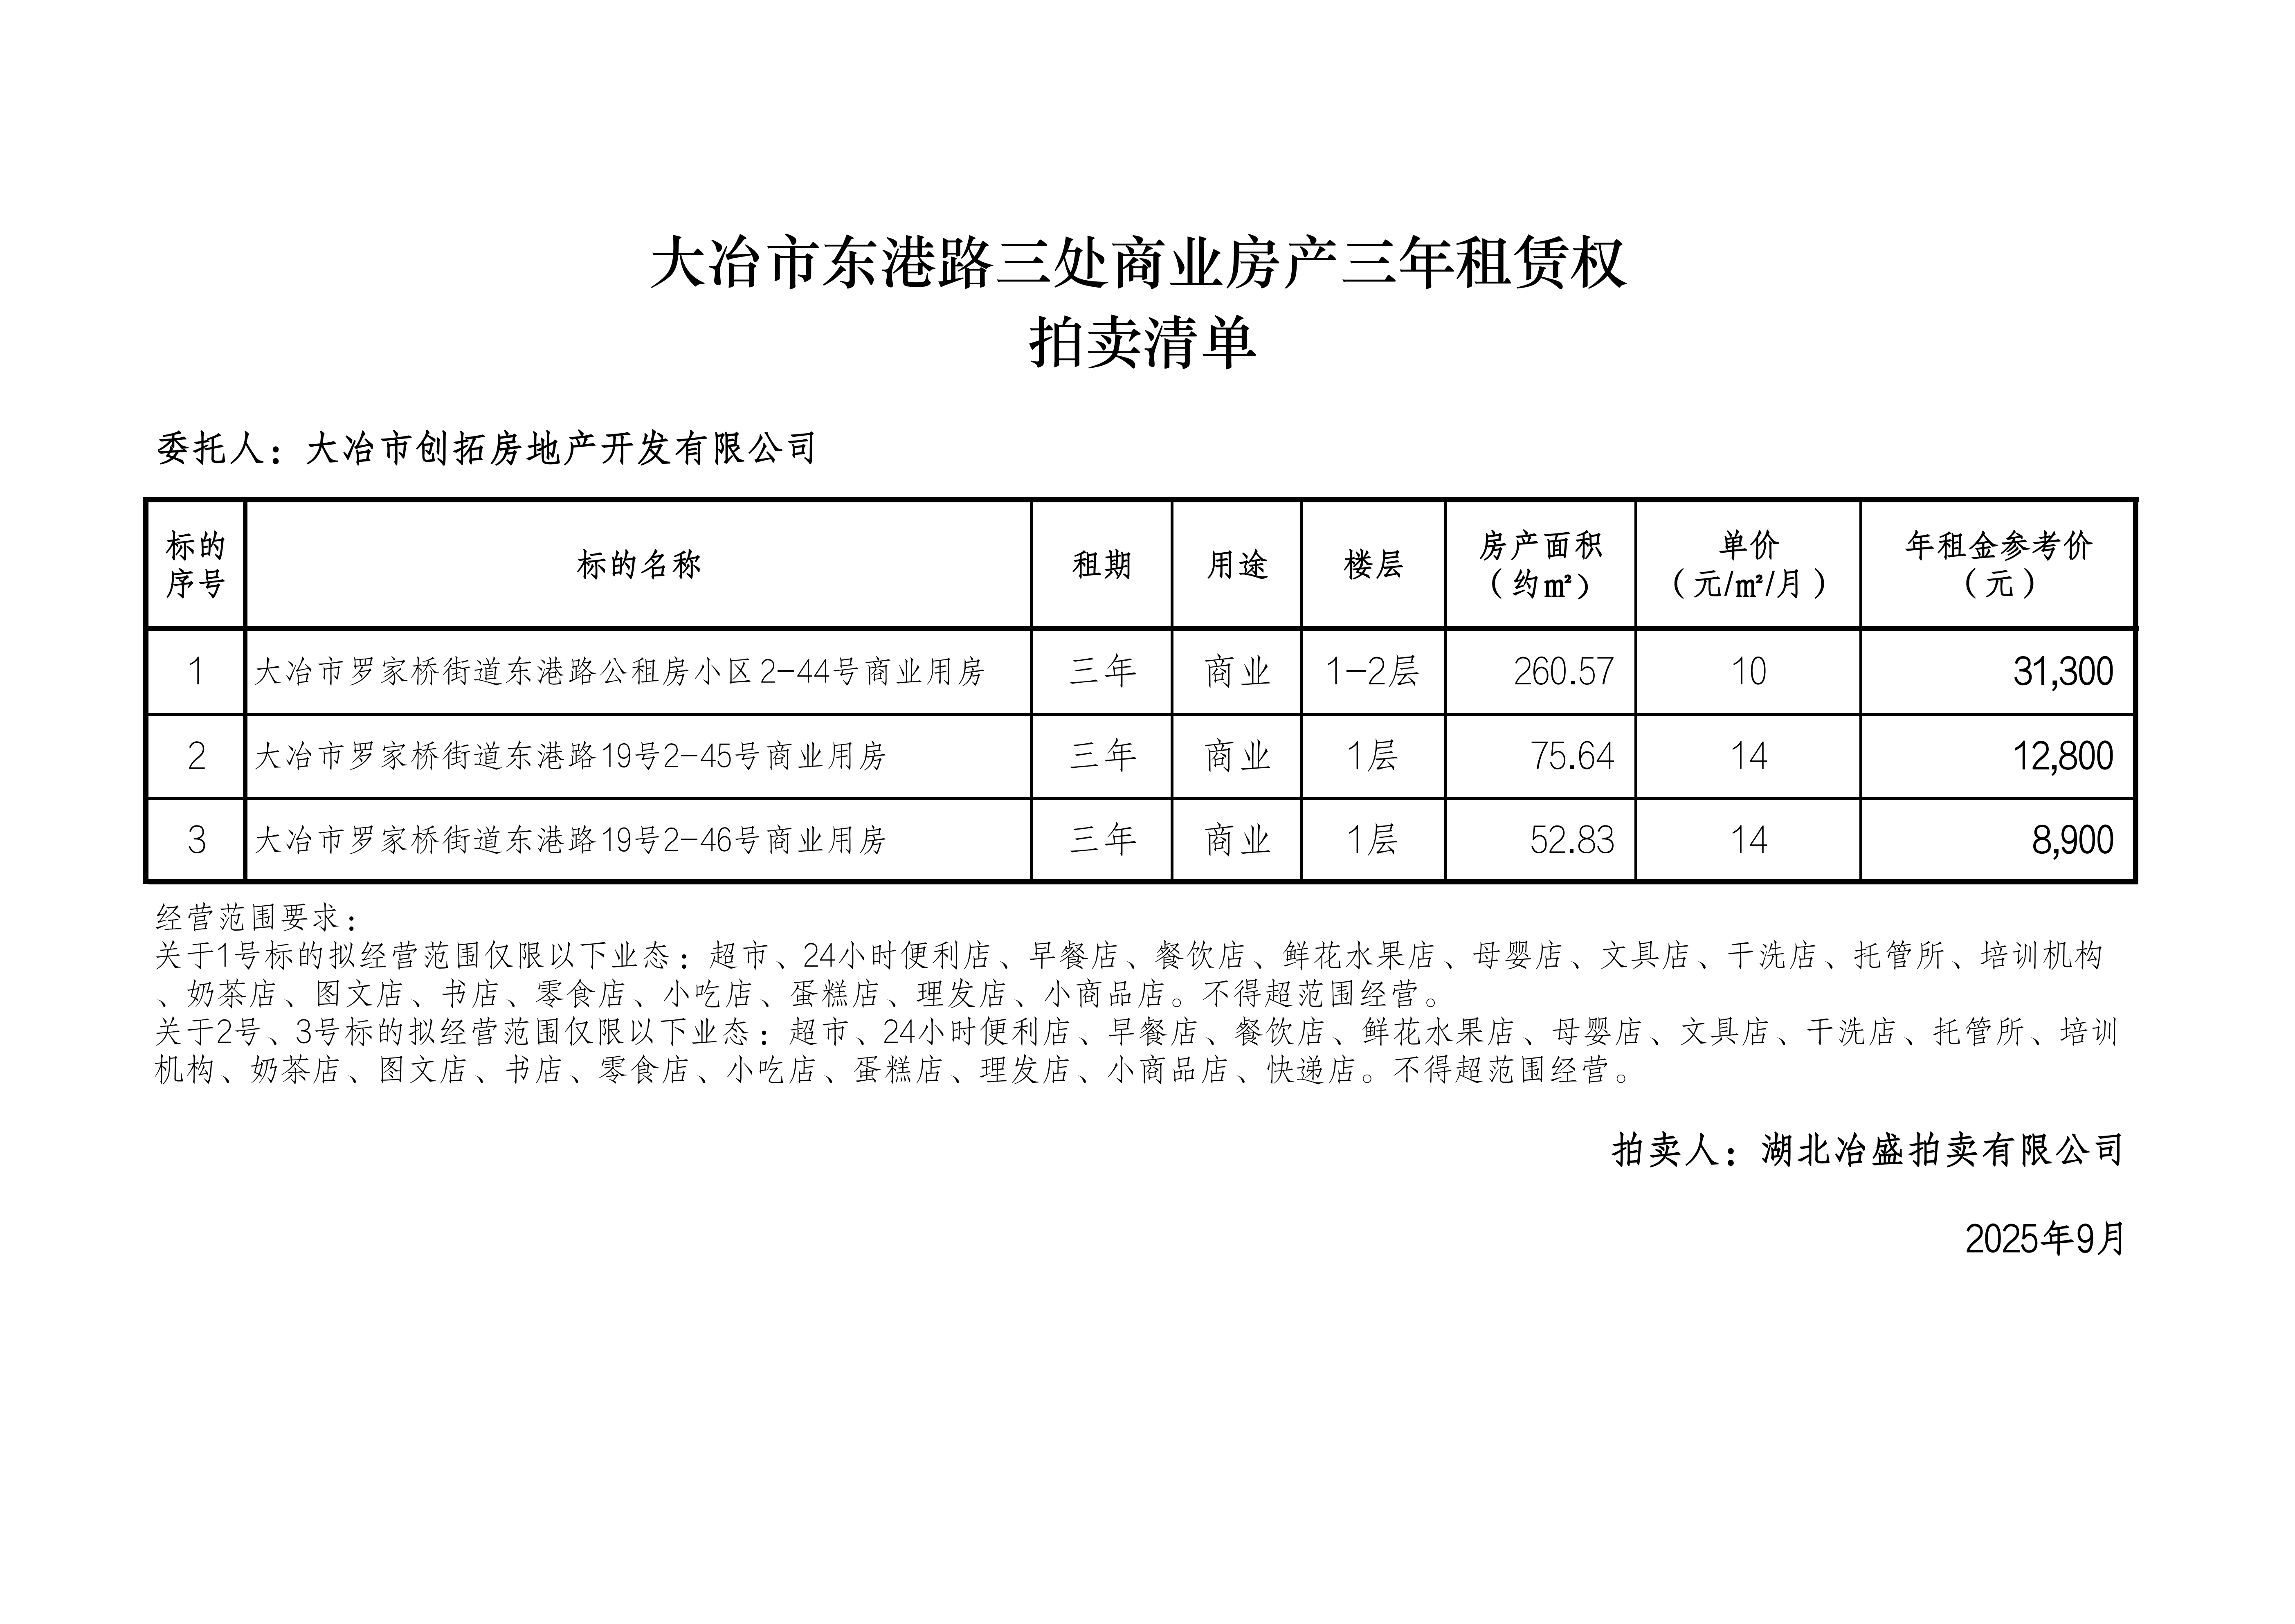 大冶市东港路三处商业房产三年租赁权
拍卖清单
委托人：大冶市创拓房地产开发有限公司
标的序号 标的名称 租期 用途 楼层 房产面积（约㎡） 单价（元/㎡/月） 年租金参考价（元）
1 大冶市罗家桥街道东港路公租房小区2-44号商业用房 三年 商业 1-2层 260.57 10 31,300
2 大冶市罗家桥街道东港路19号2-45号商业用房 三年 商业 1层 75.64 14 12,800
3 大冶市罗家桥街道东港路19号2-46号商业用房 三年 商业 1层 52.83 14 8,900
经营范围要求：
关于1号标的拟经营范围仅限以下业态：超市、24小时便利店、早餐店、餐饮店、鲜花水果店、母婴店、文具店、干洗店、托管所、培训机构
、奶茶店、图文店、书店、零食店、小吃店、蛋糕店、理发店、小商品店。不得超范围经营。
关于2号、3号标的拟经营范围仅限以下业态：超市、24小时便利店、早餐店、餐饮店、鲜花水果店、母婴店、文具店、干洗店、托管所、培训
机构、奶茶店、图文店、书店、零食店、小吃店、蛋糕店、理发店、小商品店、快递店。不得超范围经营。
拍卖人：湖北冶盛拍卖有限公司
2025年9月